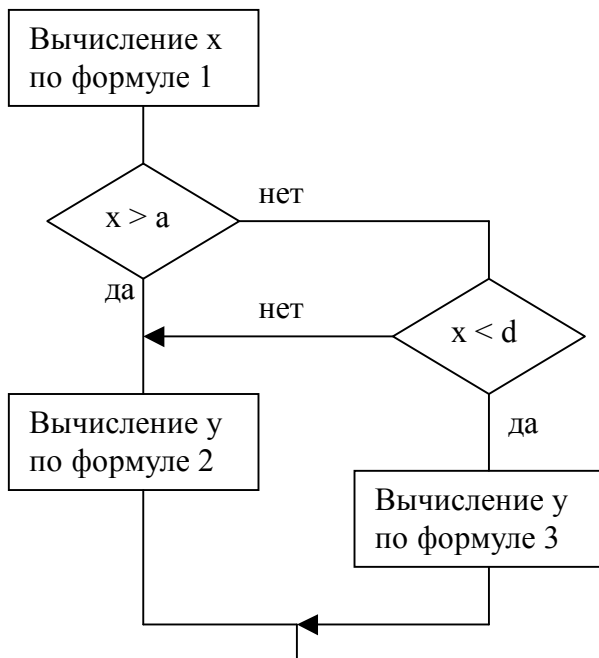 Вычисление x
по формуле 1
x > a
нет
да
нет
x < d
Вычисление y
по формуле 2
да
Вычисление y
по формуле 3